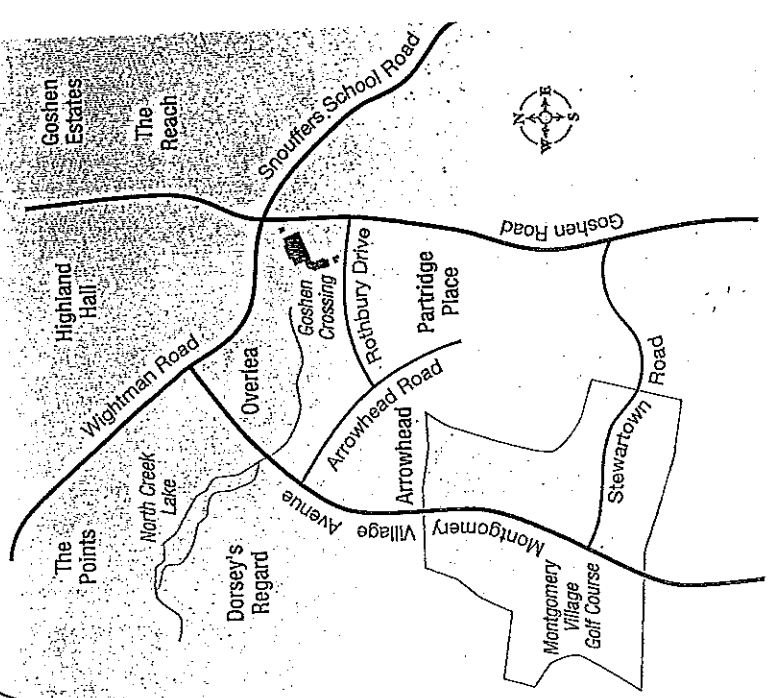 Goshen
Estates
The
Reach
Snouffers School Road
N
E
W
S
Highland
Hall
Wightman Road
Goshen
Crossing
Rothbury Drive
Goshen Road
Partridge
Place
Overlea
North Creek
Lake
The
Points
Arrowhead Road
Arrowhead
Dorsey's
Regard
Montgomery Village Avenue
Stewartown Road
Montgomery
Village
Golf Course